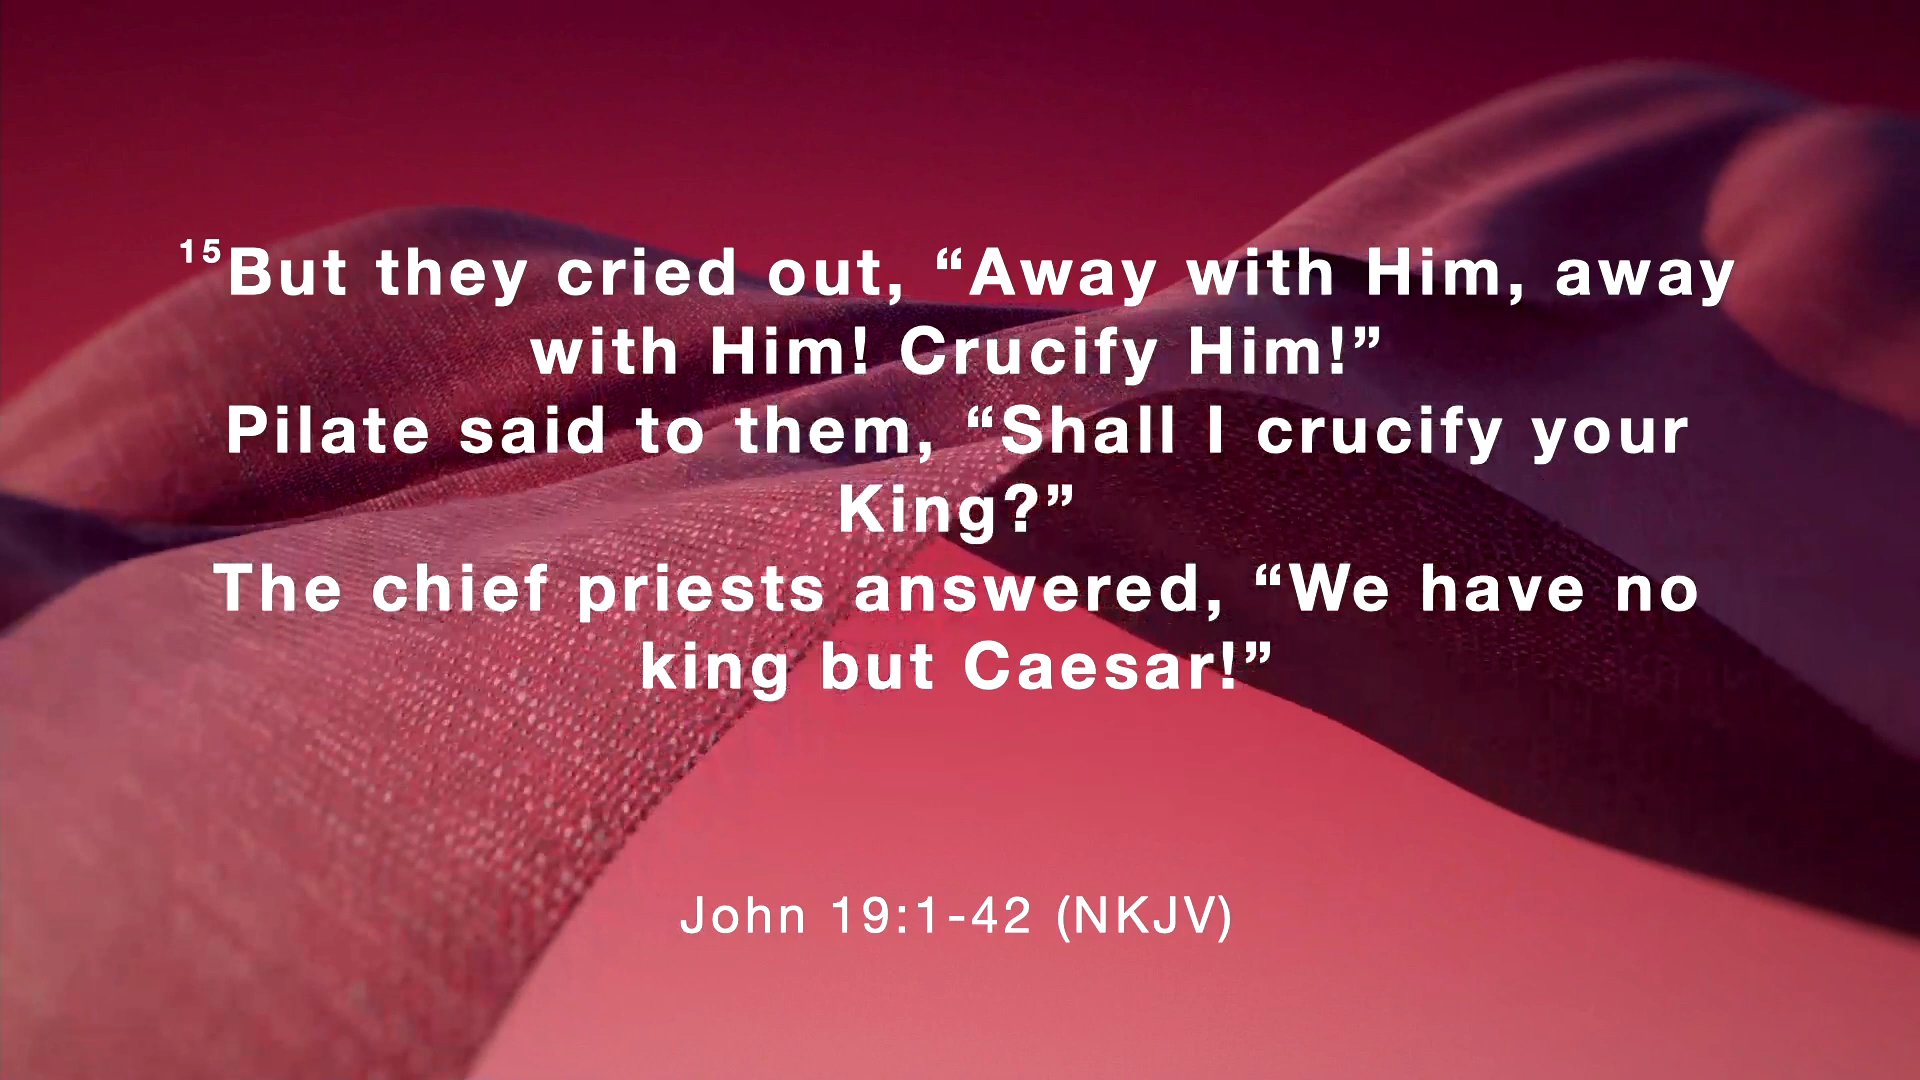 15But they cried out, “Away with Him, away
with Him! Crucify Him!”
Pilate said to them, “Shall I crucify your
King?”
The chief priests answered, “We have no
king but Caesar!”
John 19:1-42 (NKJV)